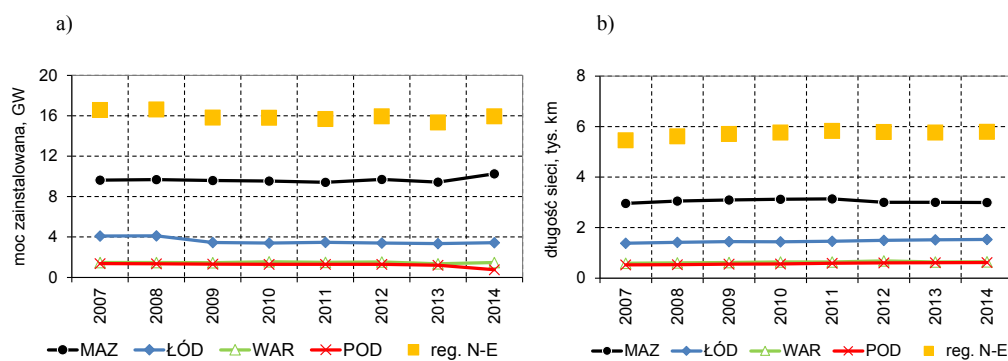 a)
b)
moc zainstalowana, GW
20
16
12
8
4
0
2007
2008
2009
2010
2011
2012
2013
2014
MAZ
ŁÓD
WAR
POD
reg. N-E
długość sieci, tys. km
8
6
4
2
0
2007
2008
2009
2010
2011
2012
2013
2014
MAZ
ŁÓD
WAR
POD
reg. N-E